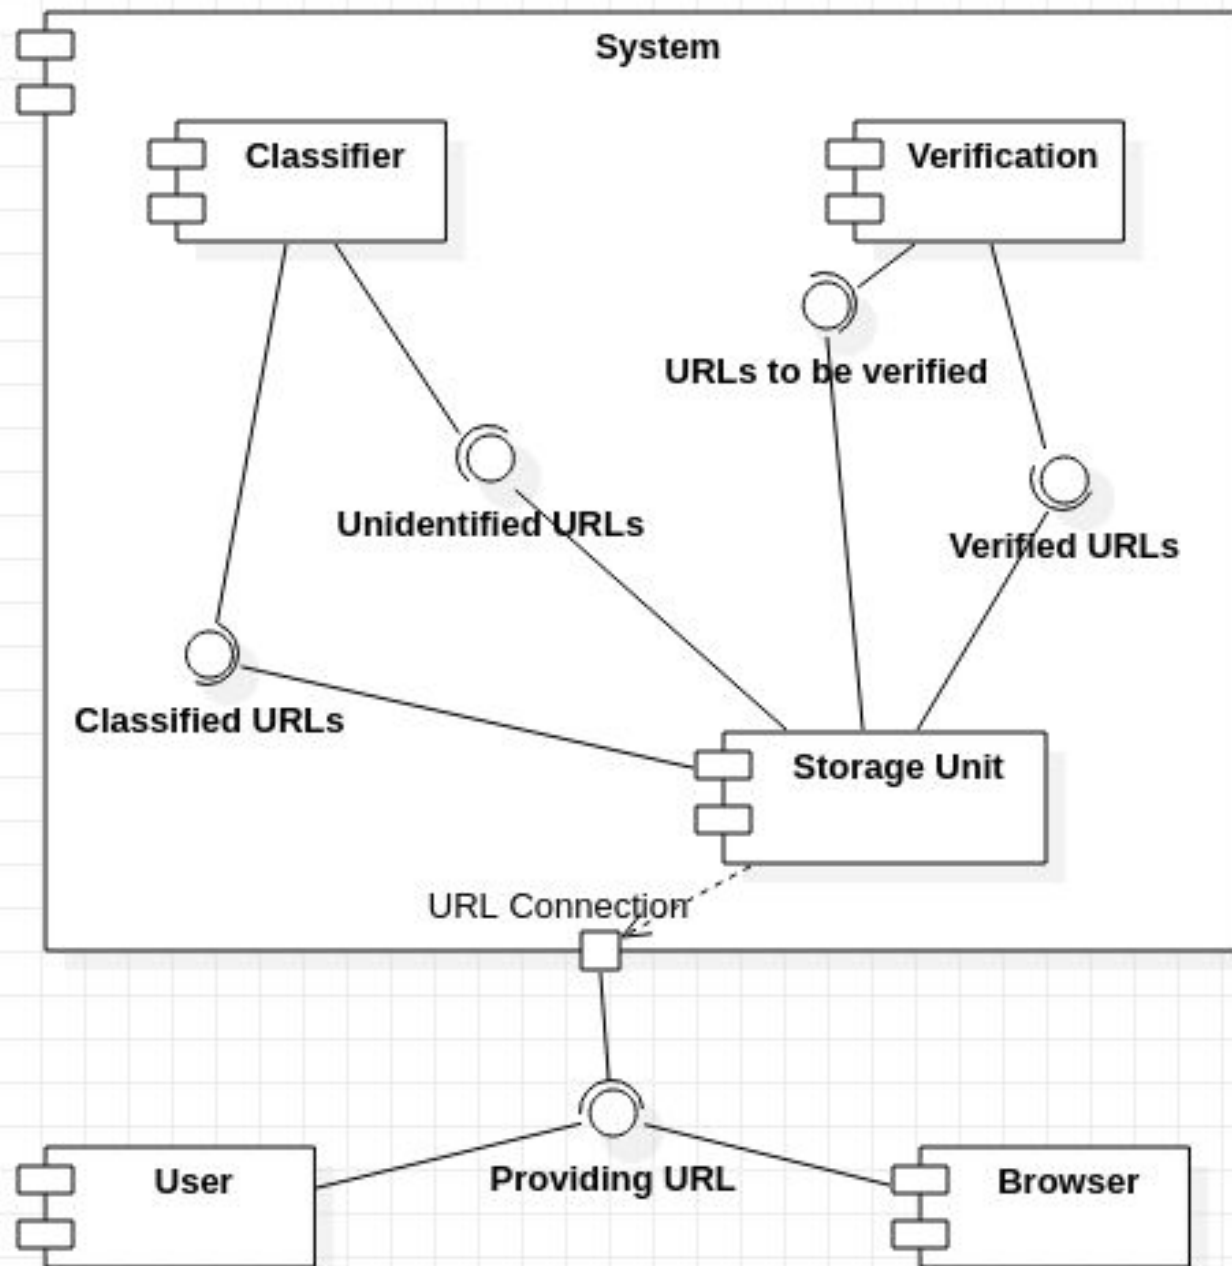 System
Classifier
Verification
URLs to be verified
Unidentified URLs
Verified URLs
Classified URLs
Storage Unit
URL Connection
Providing URL
User
Browser